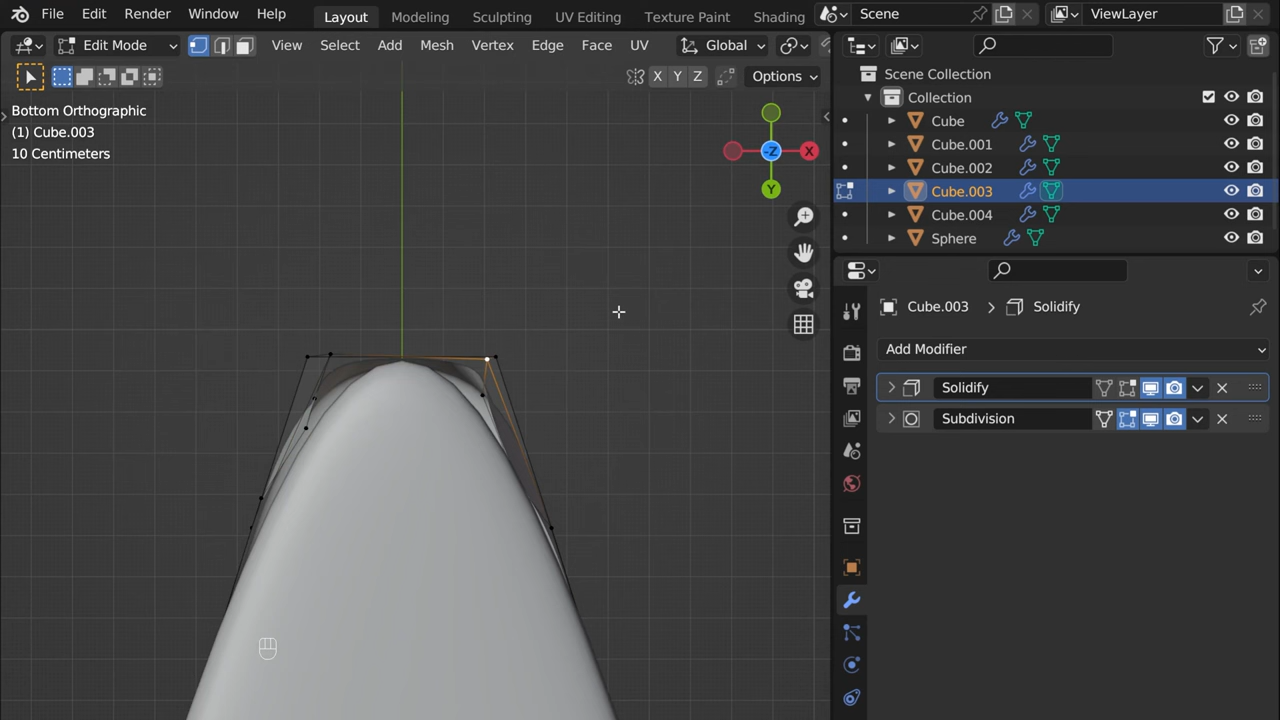 File Edit Render Window Help Layout Modeling Sculpting UV Editing Texture Paint Shading Scene ViewLayer
Edit Mode View Select Add Mesh Vertex Edge Face UV Global
X Y Z Options
Bottom Orthographic
(1) Cube.003
10 Centimeters
-Z X
Y
Scene Collection
Collection
Cube
Cube.001
Cube.002
Cube.003
Cube.004
Sphere
Cube.003 Solidify
Add Modifier
Solidify
Subdivision